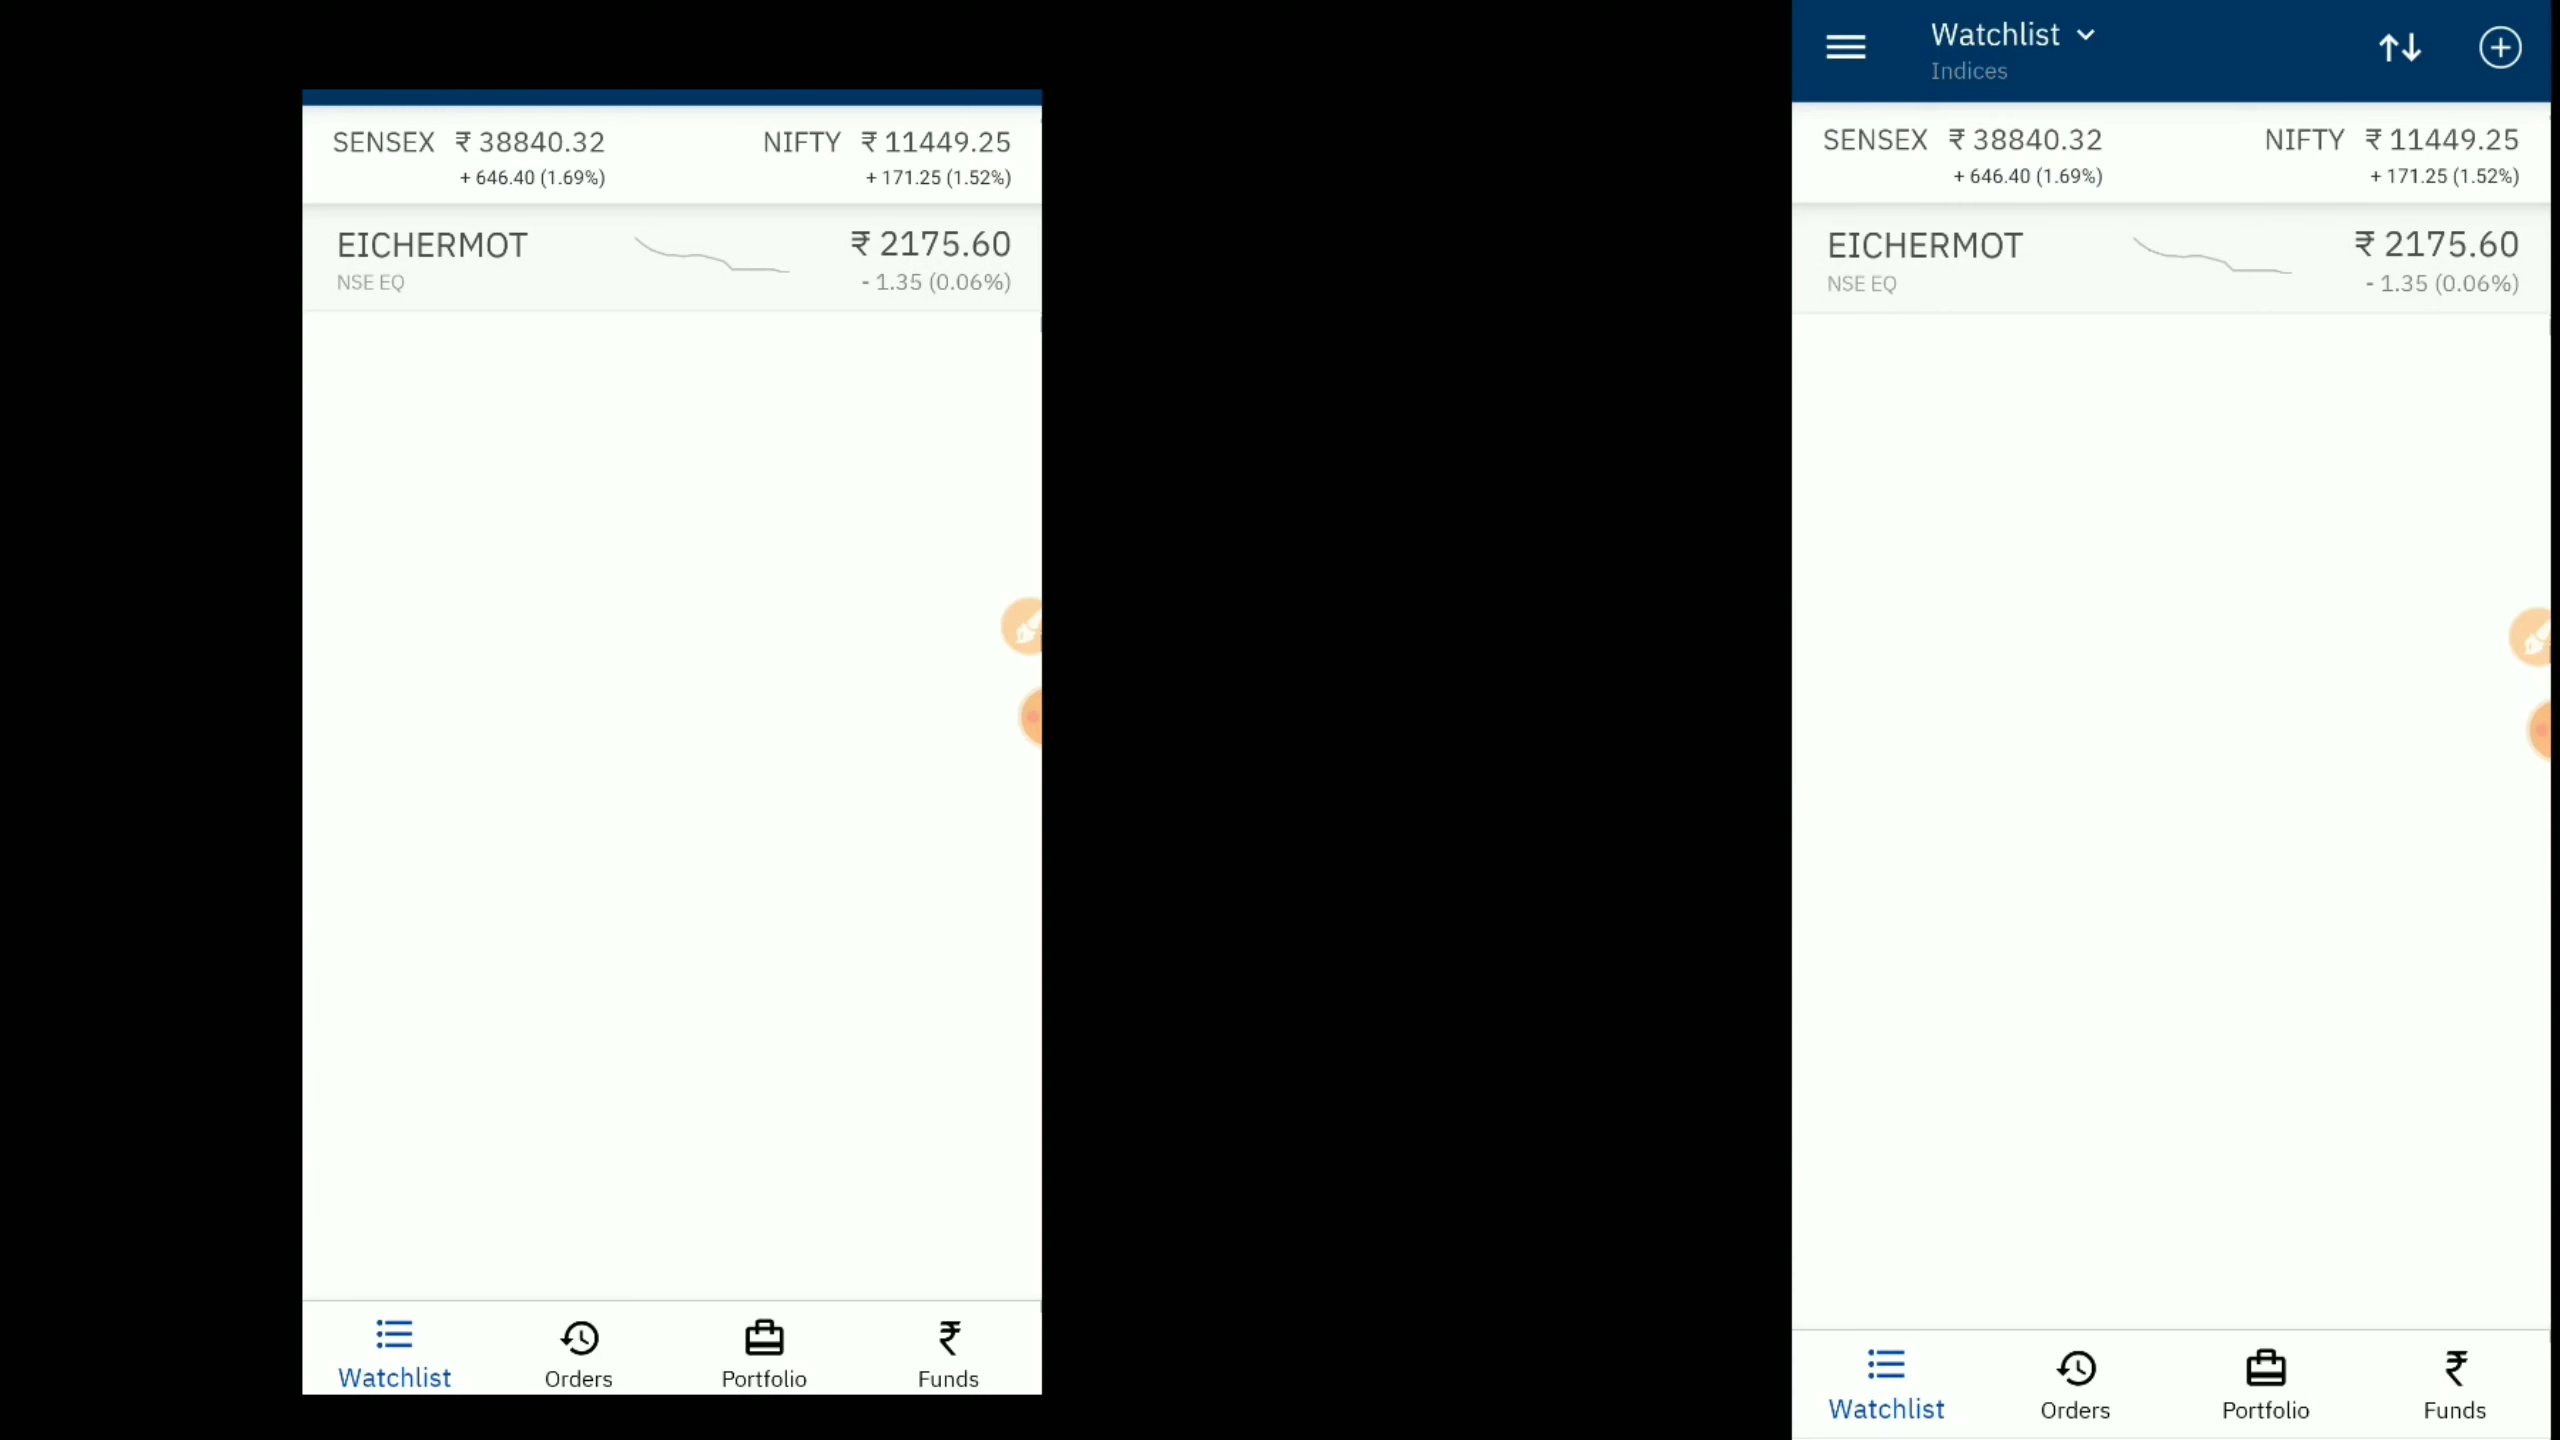 SENSEX ₹ 38840.32 NIFTY ₹ 11449.25
+ 646.40 (1.69%) + 171.25 (1.52%)
EICHERMOT ₹ 2175.60
NSE EQ - 1.35 (0.06%)
Watchlist Orders Portfolio ₹ Funds
Watchlist
Indices
SENSEX ₹ 38840.32 NIFTY ₹ 11449.25
+ 646.40 (1.69%) + 171.25 (1.52%)
EICHERMOT ₹ 2175.60
NSE EQ - 1.35 (0.06%)
Watchlist Orders Portfolio ₹ Funds